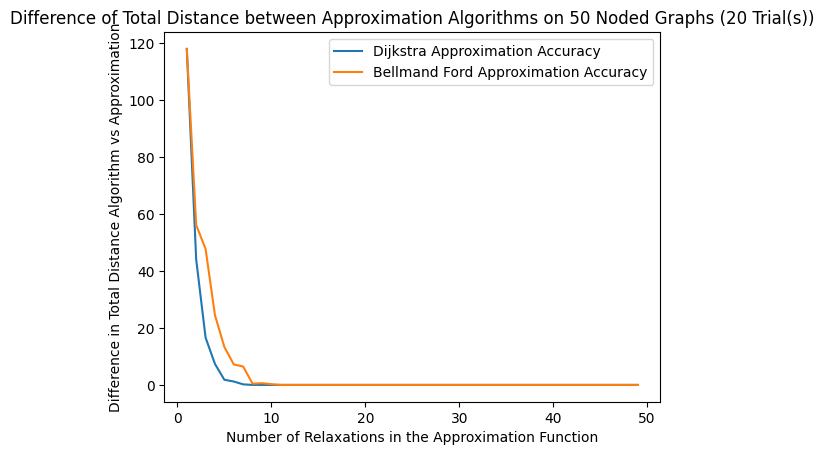 Difference of Total Distance between Approximation Algorithms on 50 Noded Graphs (20 Trial(s))
Difference in Total Distance Algorithm vs Approximation
120
100
80
60
40
20
0
Dijkstra Approximation Accuracy
Bellmand Ford Approximation Accuracy
0
10
20
30
40
50
Number of Relaxations in the Approximation Function